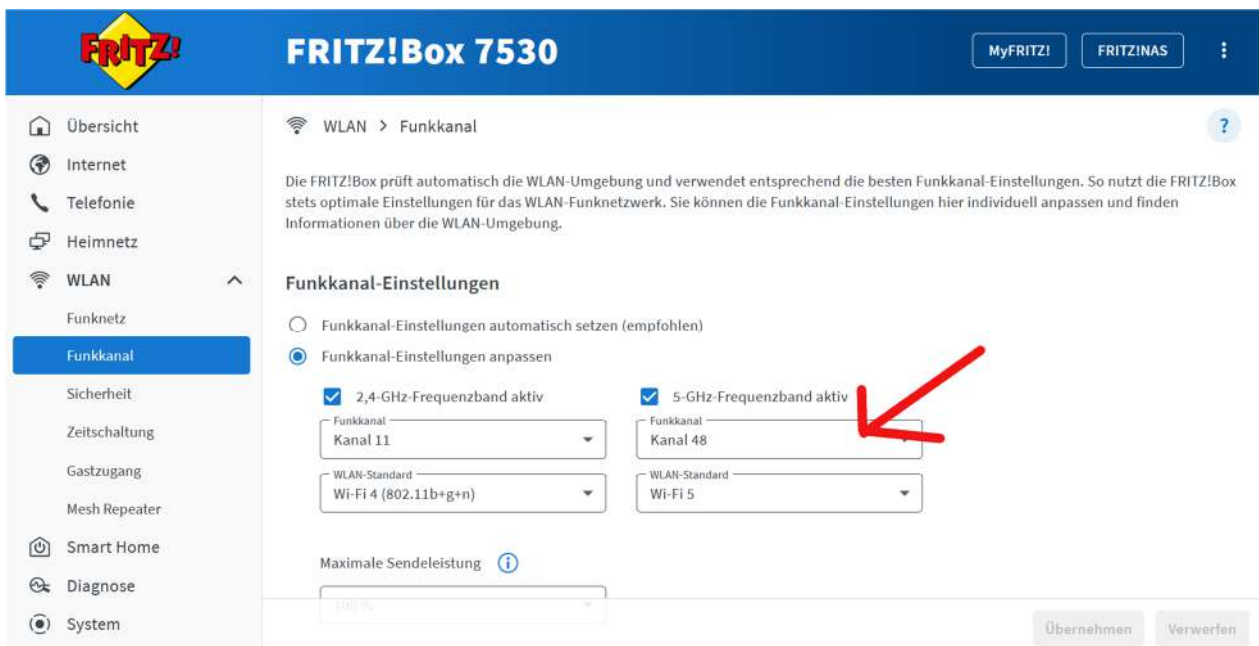 FRITZ!
FRITZ!Box 7530
MyFRITZ!
FRITZ!NAS
Übersicht
Internet
Telefonie
Heimnetz
WLAN
Funknetz
Funkkanal
Sicherheit
Zeitschaltung
Gastzugang
Mesh Repeater
Smart Home
Diagnose
System
WLAN > Funkkanal
?
Die FRITZ!Box prüft automatisch die WLAN-Umgebung und verwendet entsprechend die besten Funkkanal-Einstellungen. So nutzt die FRITZ!Box
stets optimale Einstellungen für das WLAN-Funknetzwerk. Sie können die Funkkanal-Einstellungen hier individuell anpassen und finden
Informationen über die WLAN-Umgebung.
Funkkanal-Einstellungen
Funkkanal-Einstellungen automatisch setzen (empfohlen)
Funkkanal-Einstellungen anpassen
2,4-GHz-Frequenzband aktiv
Funkkanal
Kanal 11
WLAN-Standard
Wi-Fi 4 (802.11b+g+n)
5-GHz-Frequenzband aktiv
Funkkanal
Kanal 48
WLAN-Standard
Wi-Fi 5
Maximale Sendeleistung
100 %
Übernehmen
Verwerfen